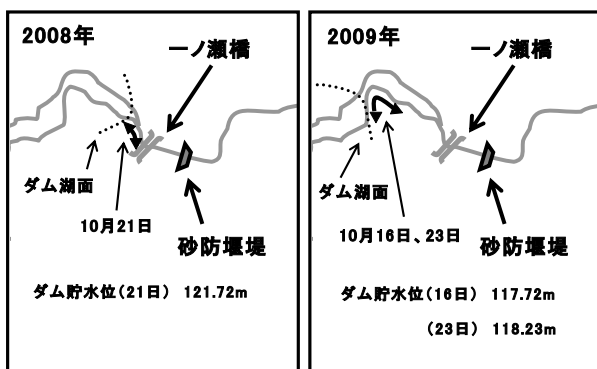 2008年
一ノ瀬橋
ダム湖面
10月21日
砂防堰堤
ダム貯水位(21日) 121.72m
2009年
一ノ瀬橋
ダム湖面
10月16日、23日
砂防堰堤
ダム貯水位(16日) 117.72m
(23日) 118.23m